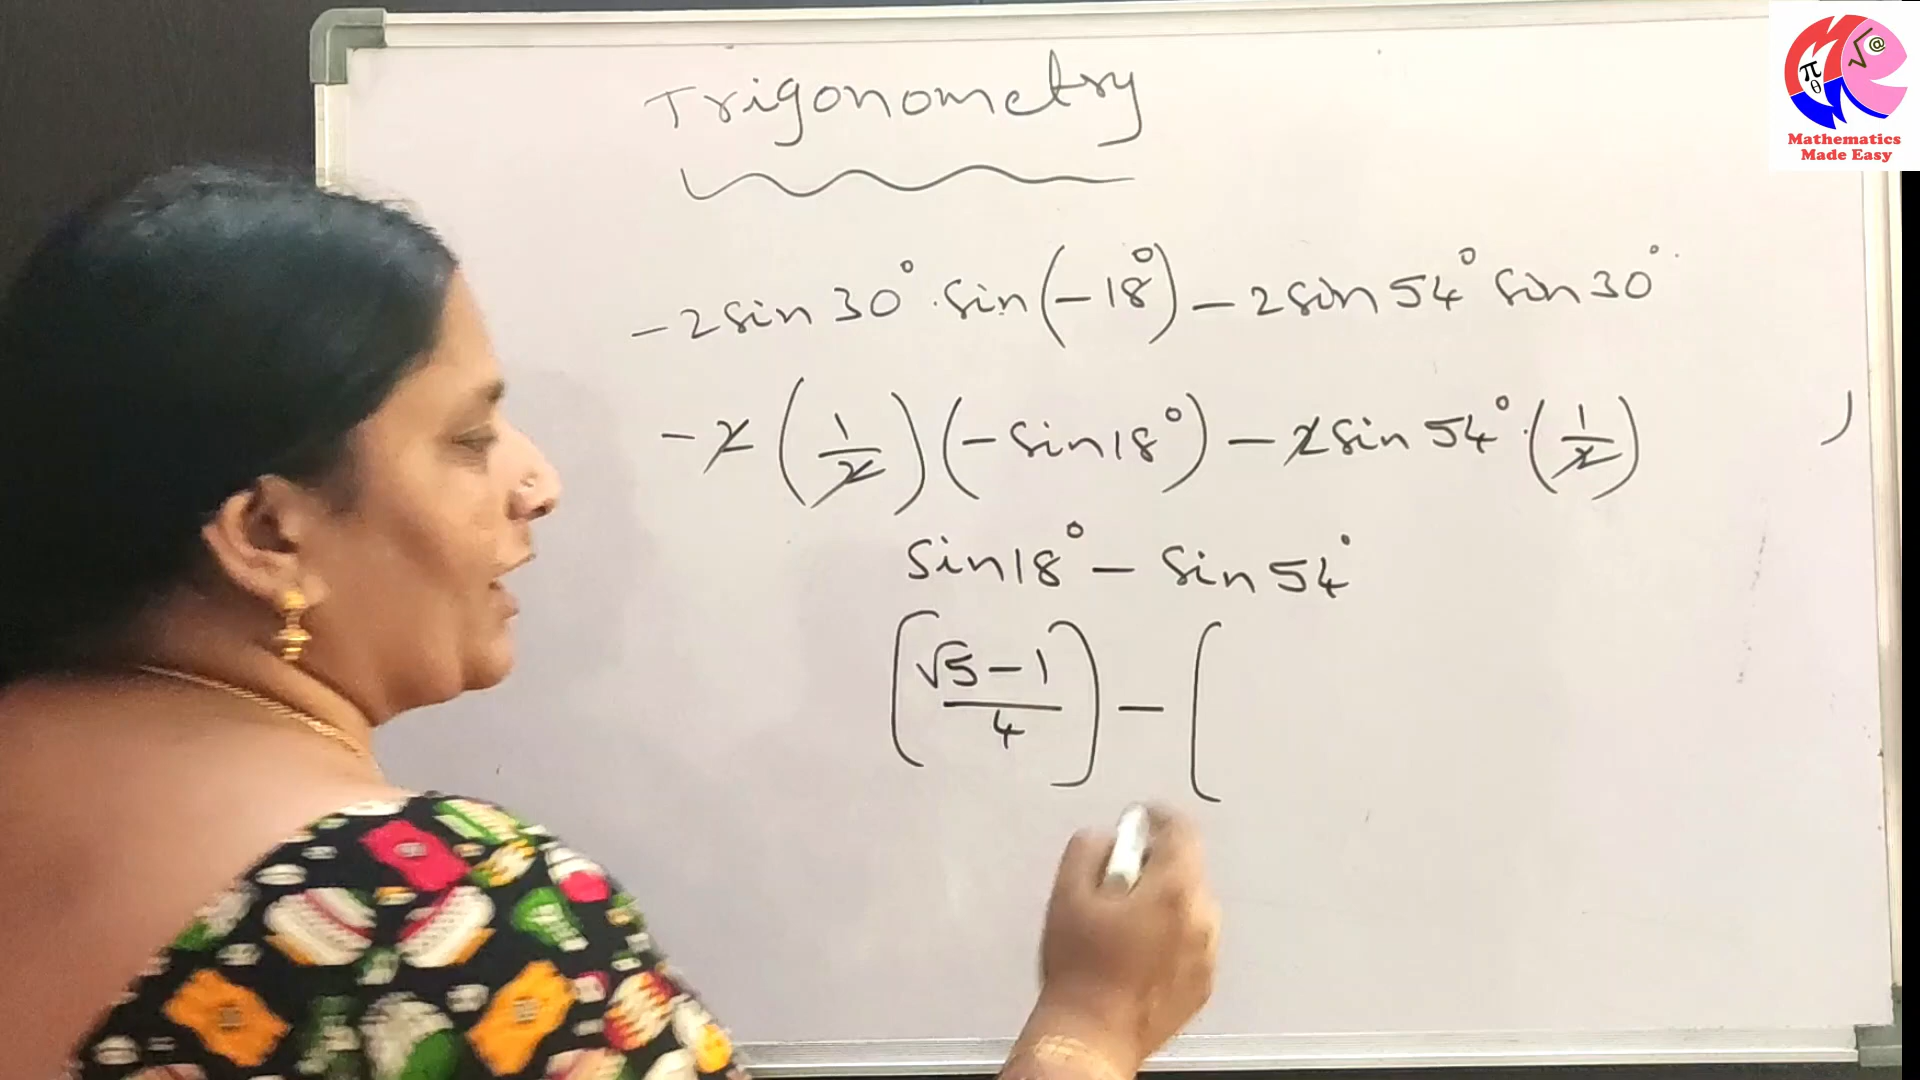 Trigonometry
-2sin 30°.sin(-18°) - 2sin 54° sin 30°
-2(1/2)(-sin18°) - 2sin 54°.(1/2)
sin18° - sin 54°
(√5-1/4) - (
π θ √ @
Mathematics
Made Easy